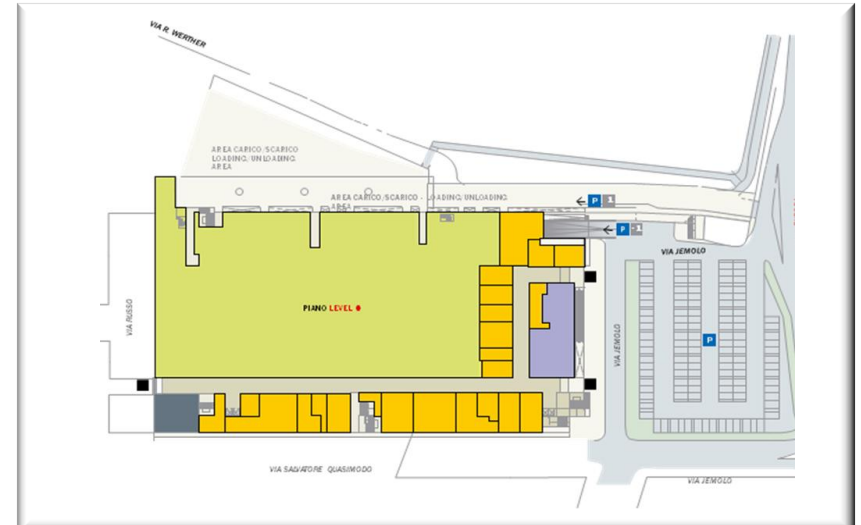 VIA R. WERTHER
AREA CARICO/SCARICO
LOADING/UNLOADING
AREA
AREA CARICO/SCARICO - LOADING/UNLOADING
AREA
P -1
P -1
VIA JEMOLO
VIA RUSSO
PIANO LEVEL
VIA JEMOLO
P
VIA SALVATORE QUASIMODO
VIA JEMOLO